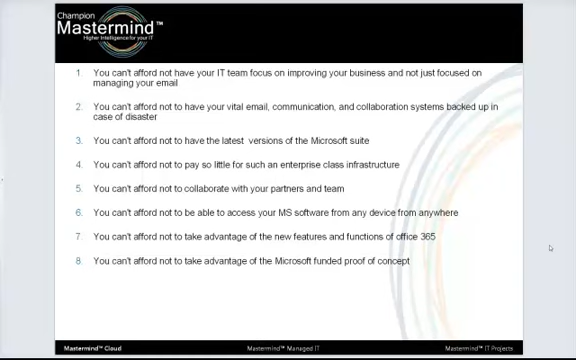 Champion
Mastermind™
Higher Intelligence for your IT
1. You can't afford not have your IT team focus on improving your business and not just focused on
managing your email
2. You can't afford not to have your vital email, communication, and collaboration systems backed up in
case of disaster
3. You can't afford not to have the latest versions of the Microsoft suite
4. You can't afford not to pay so little for such an enterprise class infrastructure
5. You can't afford not to collaborate with your partners and team
6. You can't afford not to be able to access your MS software from any device from anywhere
7. You can't afford not to take advantage of the new features and functions of office 365
8. You can't afford not to take advantage of the Microsoft funded proof of concept
Mastermind™ Cloud Mastermind™ Managed IT Mastermind™ IT Projects